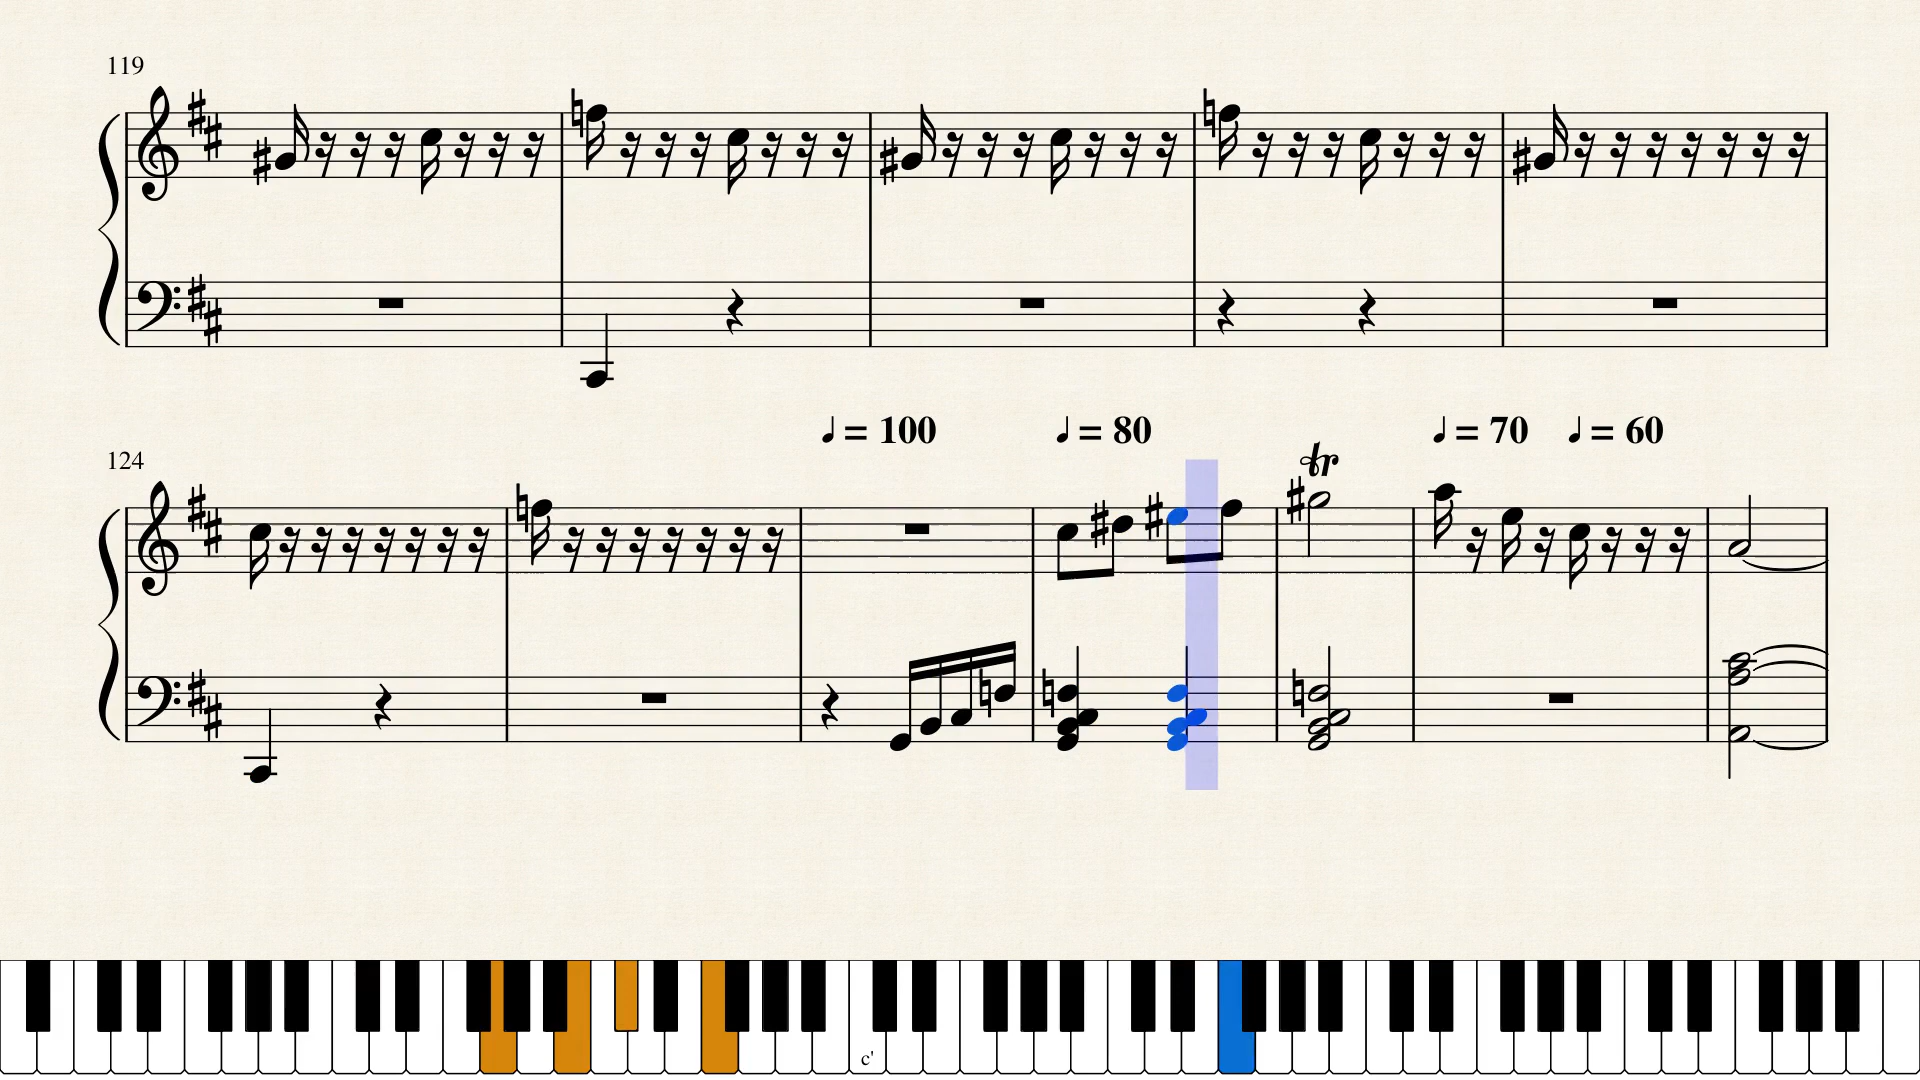 119
♩ = 100 ♩ = 80 ♩ = 70 ♩ = 60
124 tr
c'